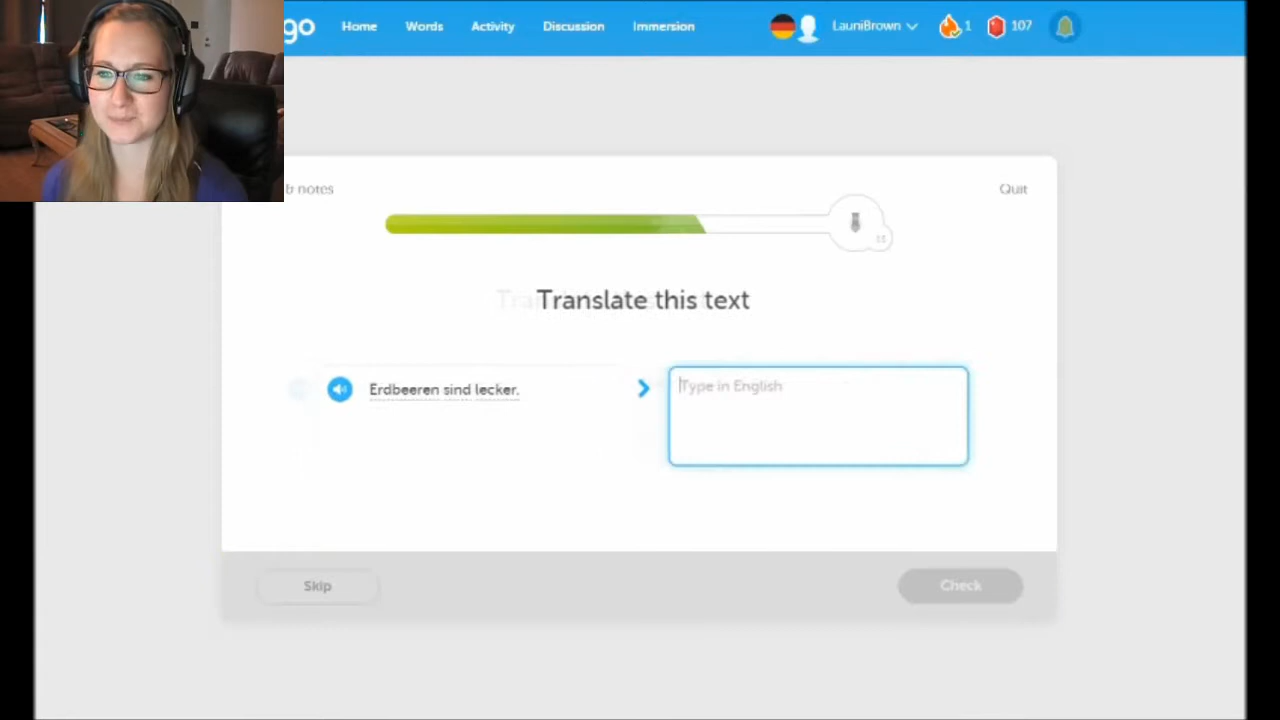 go Home Words Activity Discussion Immersion LauniBrown 1 107
& notes Quit
15
Translate this text
Erdbeeren sind lecker. Type in English
Skip Check